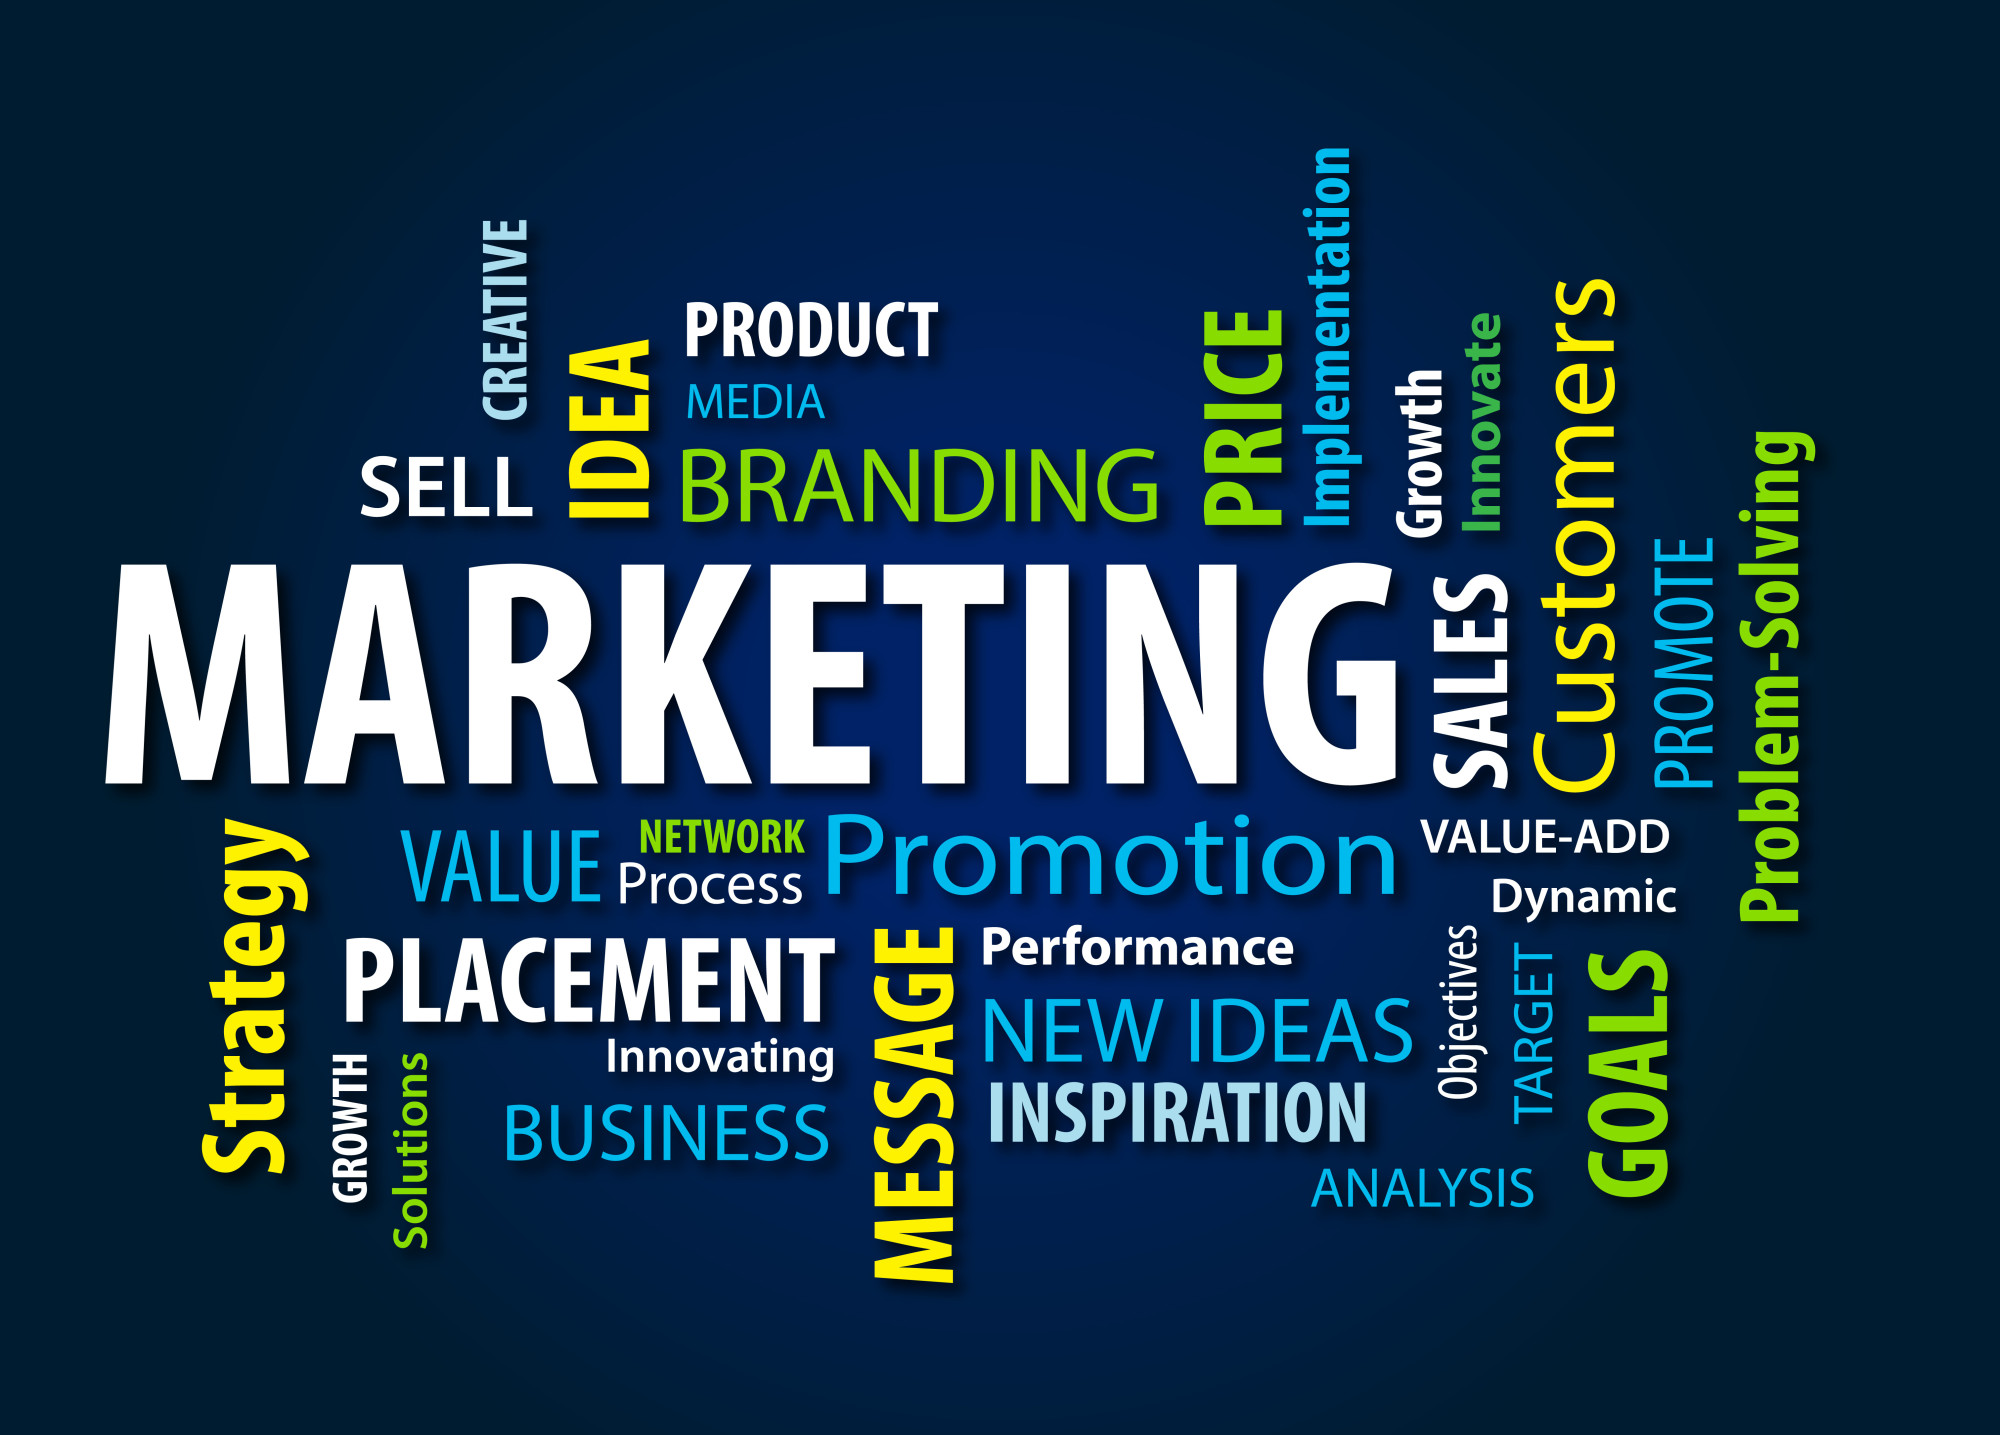 CREATIVE
IDEA
PRODUCT
MEDIA
SELL
BRANDING
PRICE
Implementation
Growth
Innovate
Customers
MARKETING
SALES
PROMOTE
Problem-Solving
Strategy
VALUE
NETWORK
Process
Promotion
VALUE-ADD
Dynamic
PLACEMENT
MESSAGE
Performance
NEW IDEAS
Objectives
TARGET
GOALS
Innovating
GROWTH
Solutions
BUSINESS
INSPIRATION
ANALYSIS